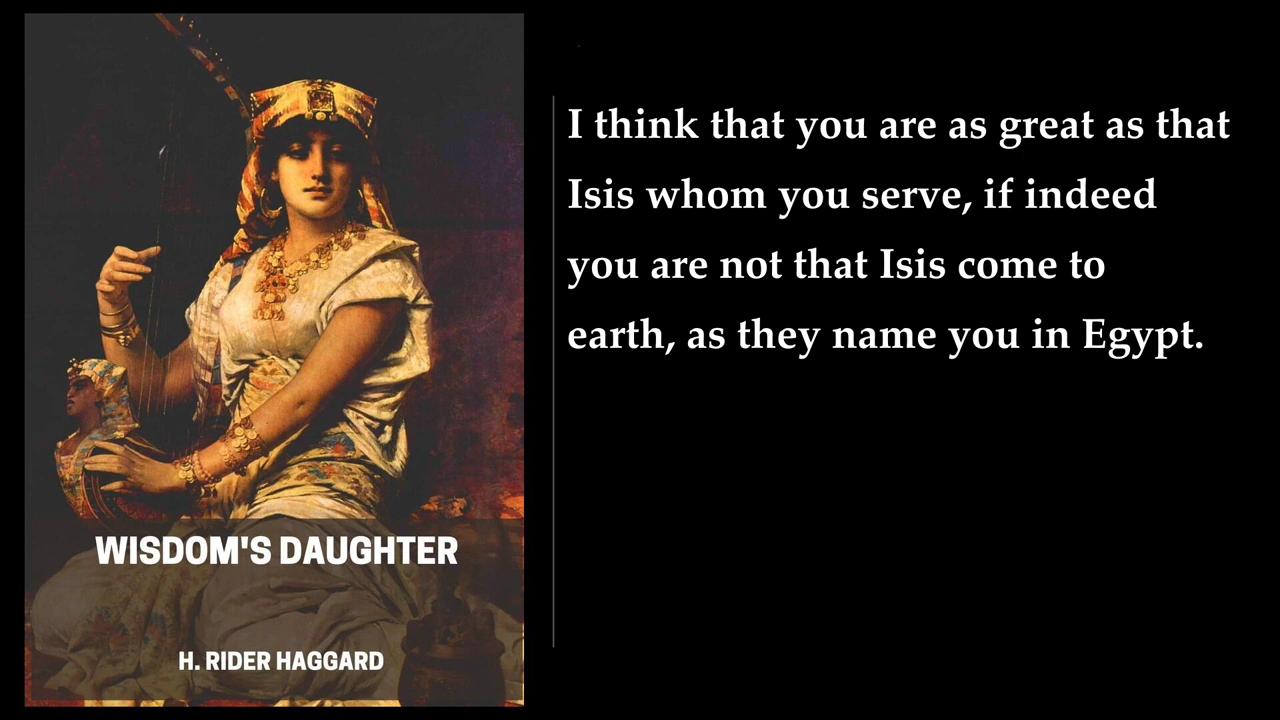 WISDOM'S DAUGHTER
H. RIDER HAGGARD
I think that you are as great as that
Isis whom you serve, if indeed
you are not that Isis come to
earth, as they name you in Egypt.